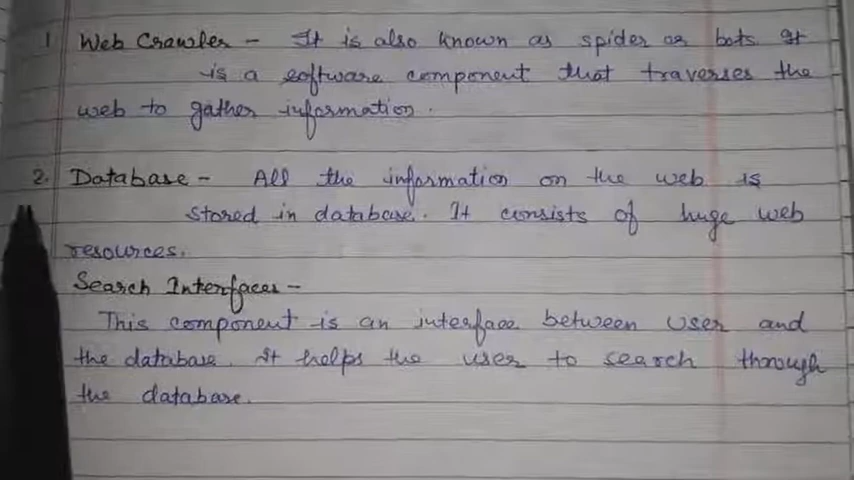 1 Web Crawler - It is also known as spider or bots. It
is a software component that traverses the
web to gather information.
2. Database - All the information on the web is
stored in database. It consists of huge web
resources.
Search Interfaces -
This component is an interface between user and
the database. It helps the user to search through
the database.